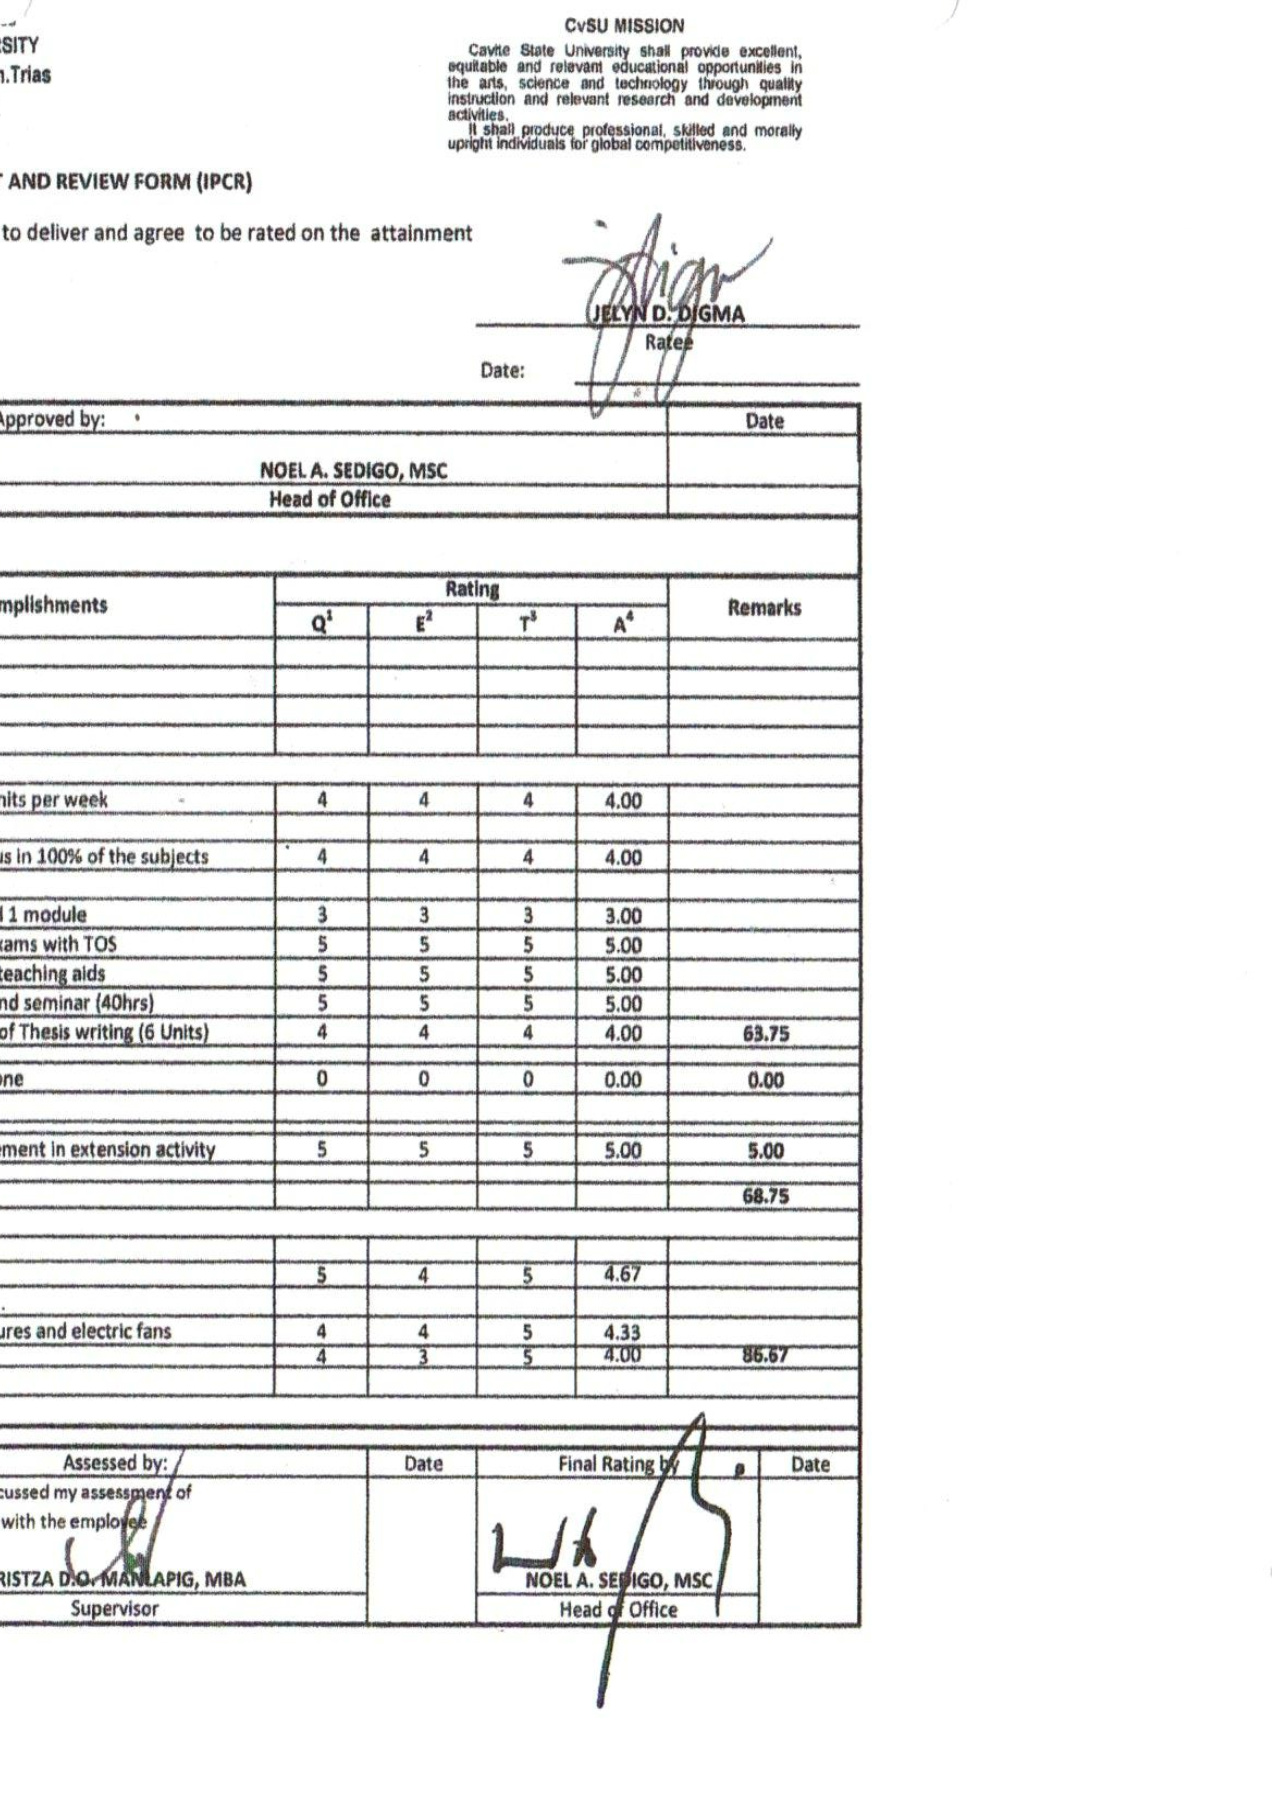 CvSU MISSION
SITY
Cavite State University shall provide excellent,
n.Trias
equitable and relevant educational opportunities in
the arts, science and technology through quality
instruction and relevant research and development
activities.
It shall produce professional, skilled and morally
upright individuals for global competitiveness.
T AND REVIEW FORM (IPCR)
to deliver and agree to be rated on the attainment
JELYN D. DIGMA
Ratee
Date:
Approved by: Date
NOEL A. SEDIGO, MSC
Head of Office
Rating
mplishments Remarks
Q¹ E² T³ A⁴
nits per week 4 4 4 4.00
us in 100% of the subjects 4 4 4 4.00
1 module 3 3 3 3.00
xams with TOS 5 5 5 5.00
teaching aids 5 5 5 5.00
nd seminar (40hrs) 5 5 5 5.00
of Thesis writing (6 Units) 4 4 4 4.00 63.75
one 0 0 0 0.00 0.00
ement in extension activity 5 5 5 5.00 5.00
68.75
5 4 5 4.67
ures and electric fans 4 4 5 4.33
4 3 5 4.00 86.67
Assessed by: Date Final Rating by Date
cussed my assessment of
with the employee
RISTZA D.O. MANLAPIG, MBA NOEL A. SEDIGO, MSC
Supervisor Head of Office